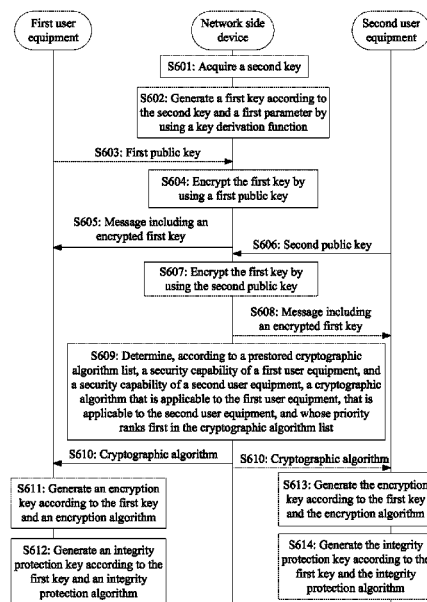 First user
equipment
Network side
device
Second user
equipment
S601: Acquire a second key
S602: Generate a first key according to
the second key and a first parameter by
using a key derivation function
S603: First public key
S604: Encrypt the first key by
using a first public key
S605: Message including an
encrypted first key
S606: Second public key
S607: Encrypt the first key by
using the second public key
S608: Message including
an encrypted first key
S609: Determine, according to a prestored cryptographic
algorithm list, a security capability of a first user equipment, and
a security capability of a second user equipment, a cryptographic
algorithm that is applicable to the first user equipment, that is
applicable to the second user equipment, and whose priority
ranks first in the cryptographic algorithm list
S610: Cryptographic algorithm
S610: Cryptographic algorithm
S611: Generate an encryption
key according to the first key
and an encryption algorithm
S613: Generate the encryption
key according to the first key
and the encryption algorithm
S612: Generate an integrity
protection key according to the
first key and an integrity
protection algorithm
S614: Generate the integrity
protection key according to the
first key and the integrity
protection algorithm